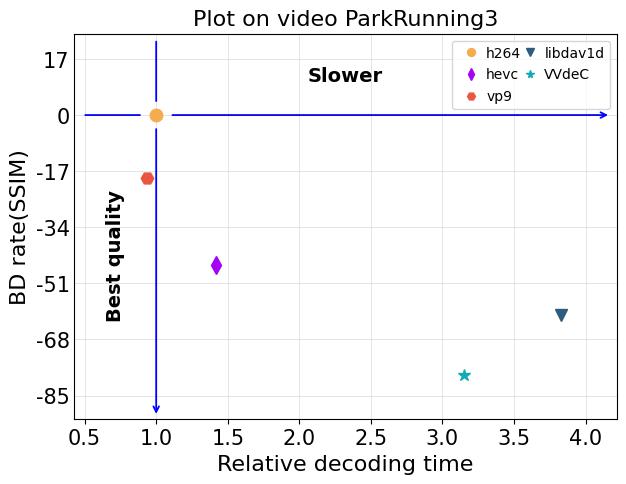 Plot on video ParkRunning3
h264
hevc
vp9
libdav1d
VVdeC
Slower
Best quality
BD rate(SSIM)
17
0
-17
-34
-51
-68
-85
0.5 1.0 1.5 2.0 2.5 3.0 3.5 4.0
Relative decoding time